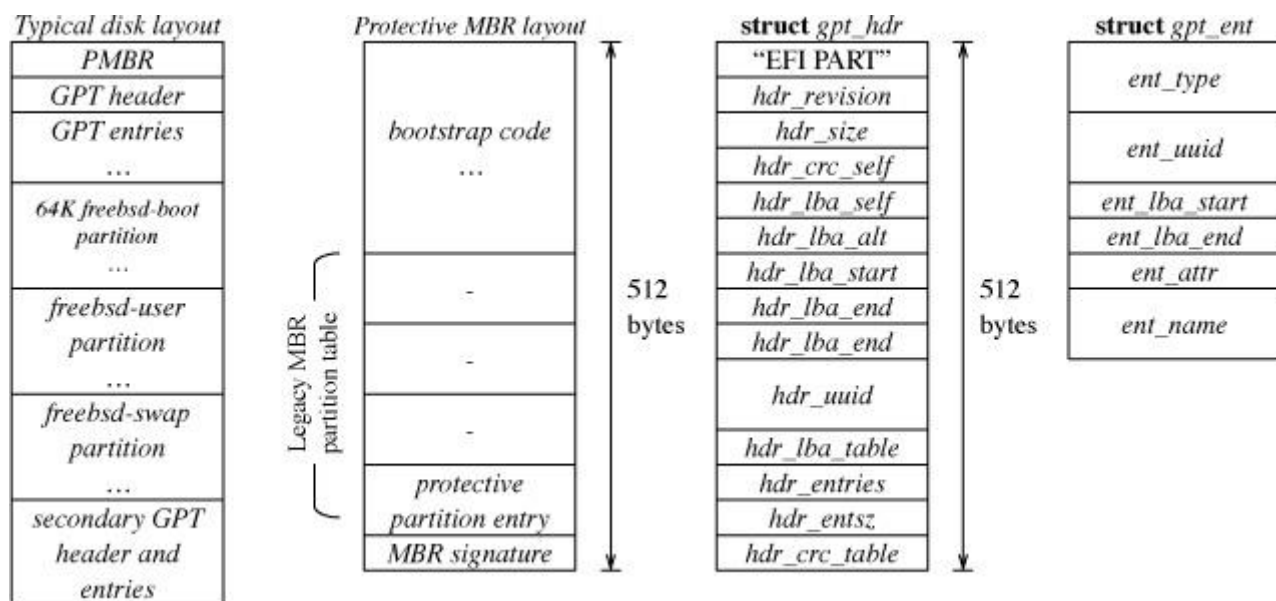 Typical disk layout
PMBR
GPT header
GPT entries
...
64K freebsd-boot
partition
...
freebsd-user
partition
...
freebsd-swap
partition
...
secondary GPT
header and
entries
Protective MBR layout
bootstrap code
...
-
-
-
protective
partition entry
MBR signature
Legacy MBR
partition table
512
bytes
struct gpt_hdr
“EFI PART”
hdr_revision
hdr_size
hdr_crc_self
hdr_lba_self
hdr_lba_alt
hdr_lba_start
hdr_lba_end
hdr_lba_end
hdr_uuid
hdr_lba_table
hdr_entries
hdr_entsz
hdr_crc_table
512
bytes
struct gpt_ent
ent_type
ent_uuid
ent_lba_start
ent_lba_end
ent_attr
ent_name